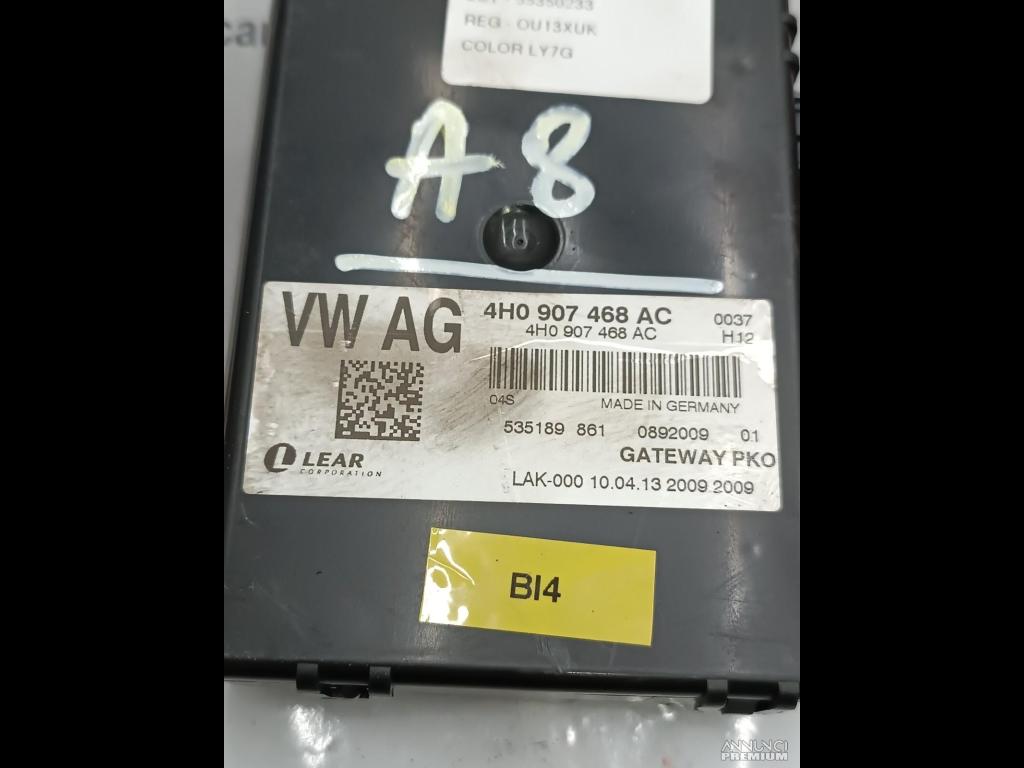 REG - OU13XUK
COLOR LY7G
A8
VW AG
4H0 907 468 AC 0037
4H0 907 468 AC H12
04S MADE IN GERMANY
535189 861 0892009 01
GATEWAY PKO
LEAR
CORPORATION
LAK-000 10.04.13 2009 2009
BI4
ANNUNCI
PREMIUM